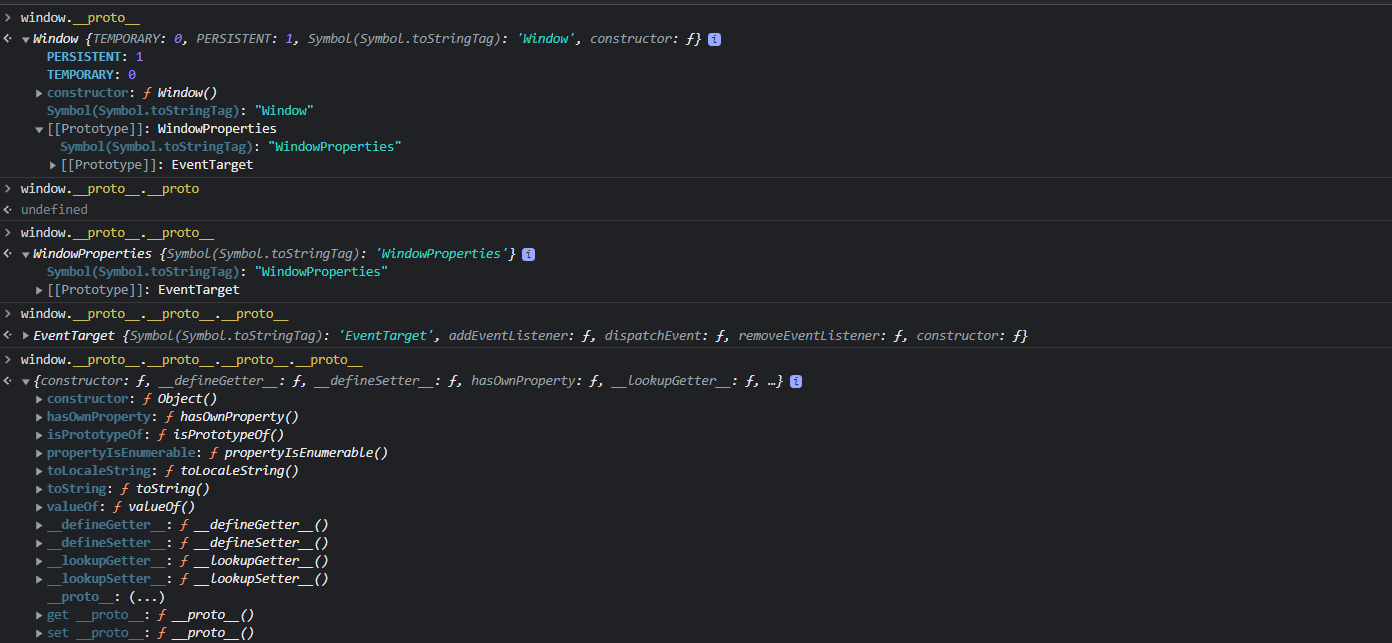 > window.__proto__
Window {TEMPORARY: 0, PERSISTENT: 1, Symbol(Symbol.toStringTag): 'Window', constructor: ƒ} i
PERSISTENT: 1
TEMPORARY: 0
constructor: ƒ Window()
Symbol(Symbol.toStringTag): "Window"
[[Prototype]]: WindowProperties
Symbol(Symbol.toStringTag): "WindowProperties"
[[Prototype]]: EventTarget
> window.__proto__.__proto
undefined
> window.__proto__.__proto__
WindowProperties {Symbol(Symbol.toStringTag): 'WindowProperties'} i
Symbol(Symbol.toStringTag): "WindowProperties"
[[Prototype]]: EventTarget
> window.__proto__.__proto__.__proto__
EventTarget {Symbol(Symbol.toStringTag): 'EventTarget', addEventListener: ƒ, dispatchEvent: ƒ, removeEventListener: ƒ, constructor: ƒ}
> window.__proto__.__proto__.__proto__.__proto__
{constructor: ƒ, __defineGetter__: ƒ, __defineSetter__: ƒ, hasOwnProperty: ƒ, __lookupGetter__: ƒ, …} i
constructor: ƒ Object()
hasOwnProperty: ƒ hasOwnProperty()
isPrototypeOf: ƒ isPrototypeOf()
propertyIsEnumerable: ƒ propertyIsEnumerable()
toLocaleString: ƒ toLocaleString()
toString: ƒ toString()
valueOf: ƒ valueOf()
__defineGetter__: ƒ __defineGetter__()
__defineSetter__: ƒ __defineSetter__()
__lookupGetter__: ƒ __lookupGetter__()
__lookupSetter__: ƒ __lookupSetter__()
__proto__: (...)
get __proto__: ƒ __proto__()
set __proto__: ƒ __proto__()